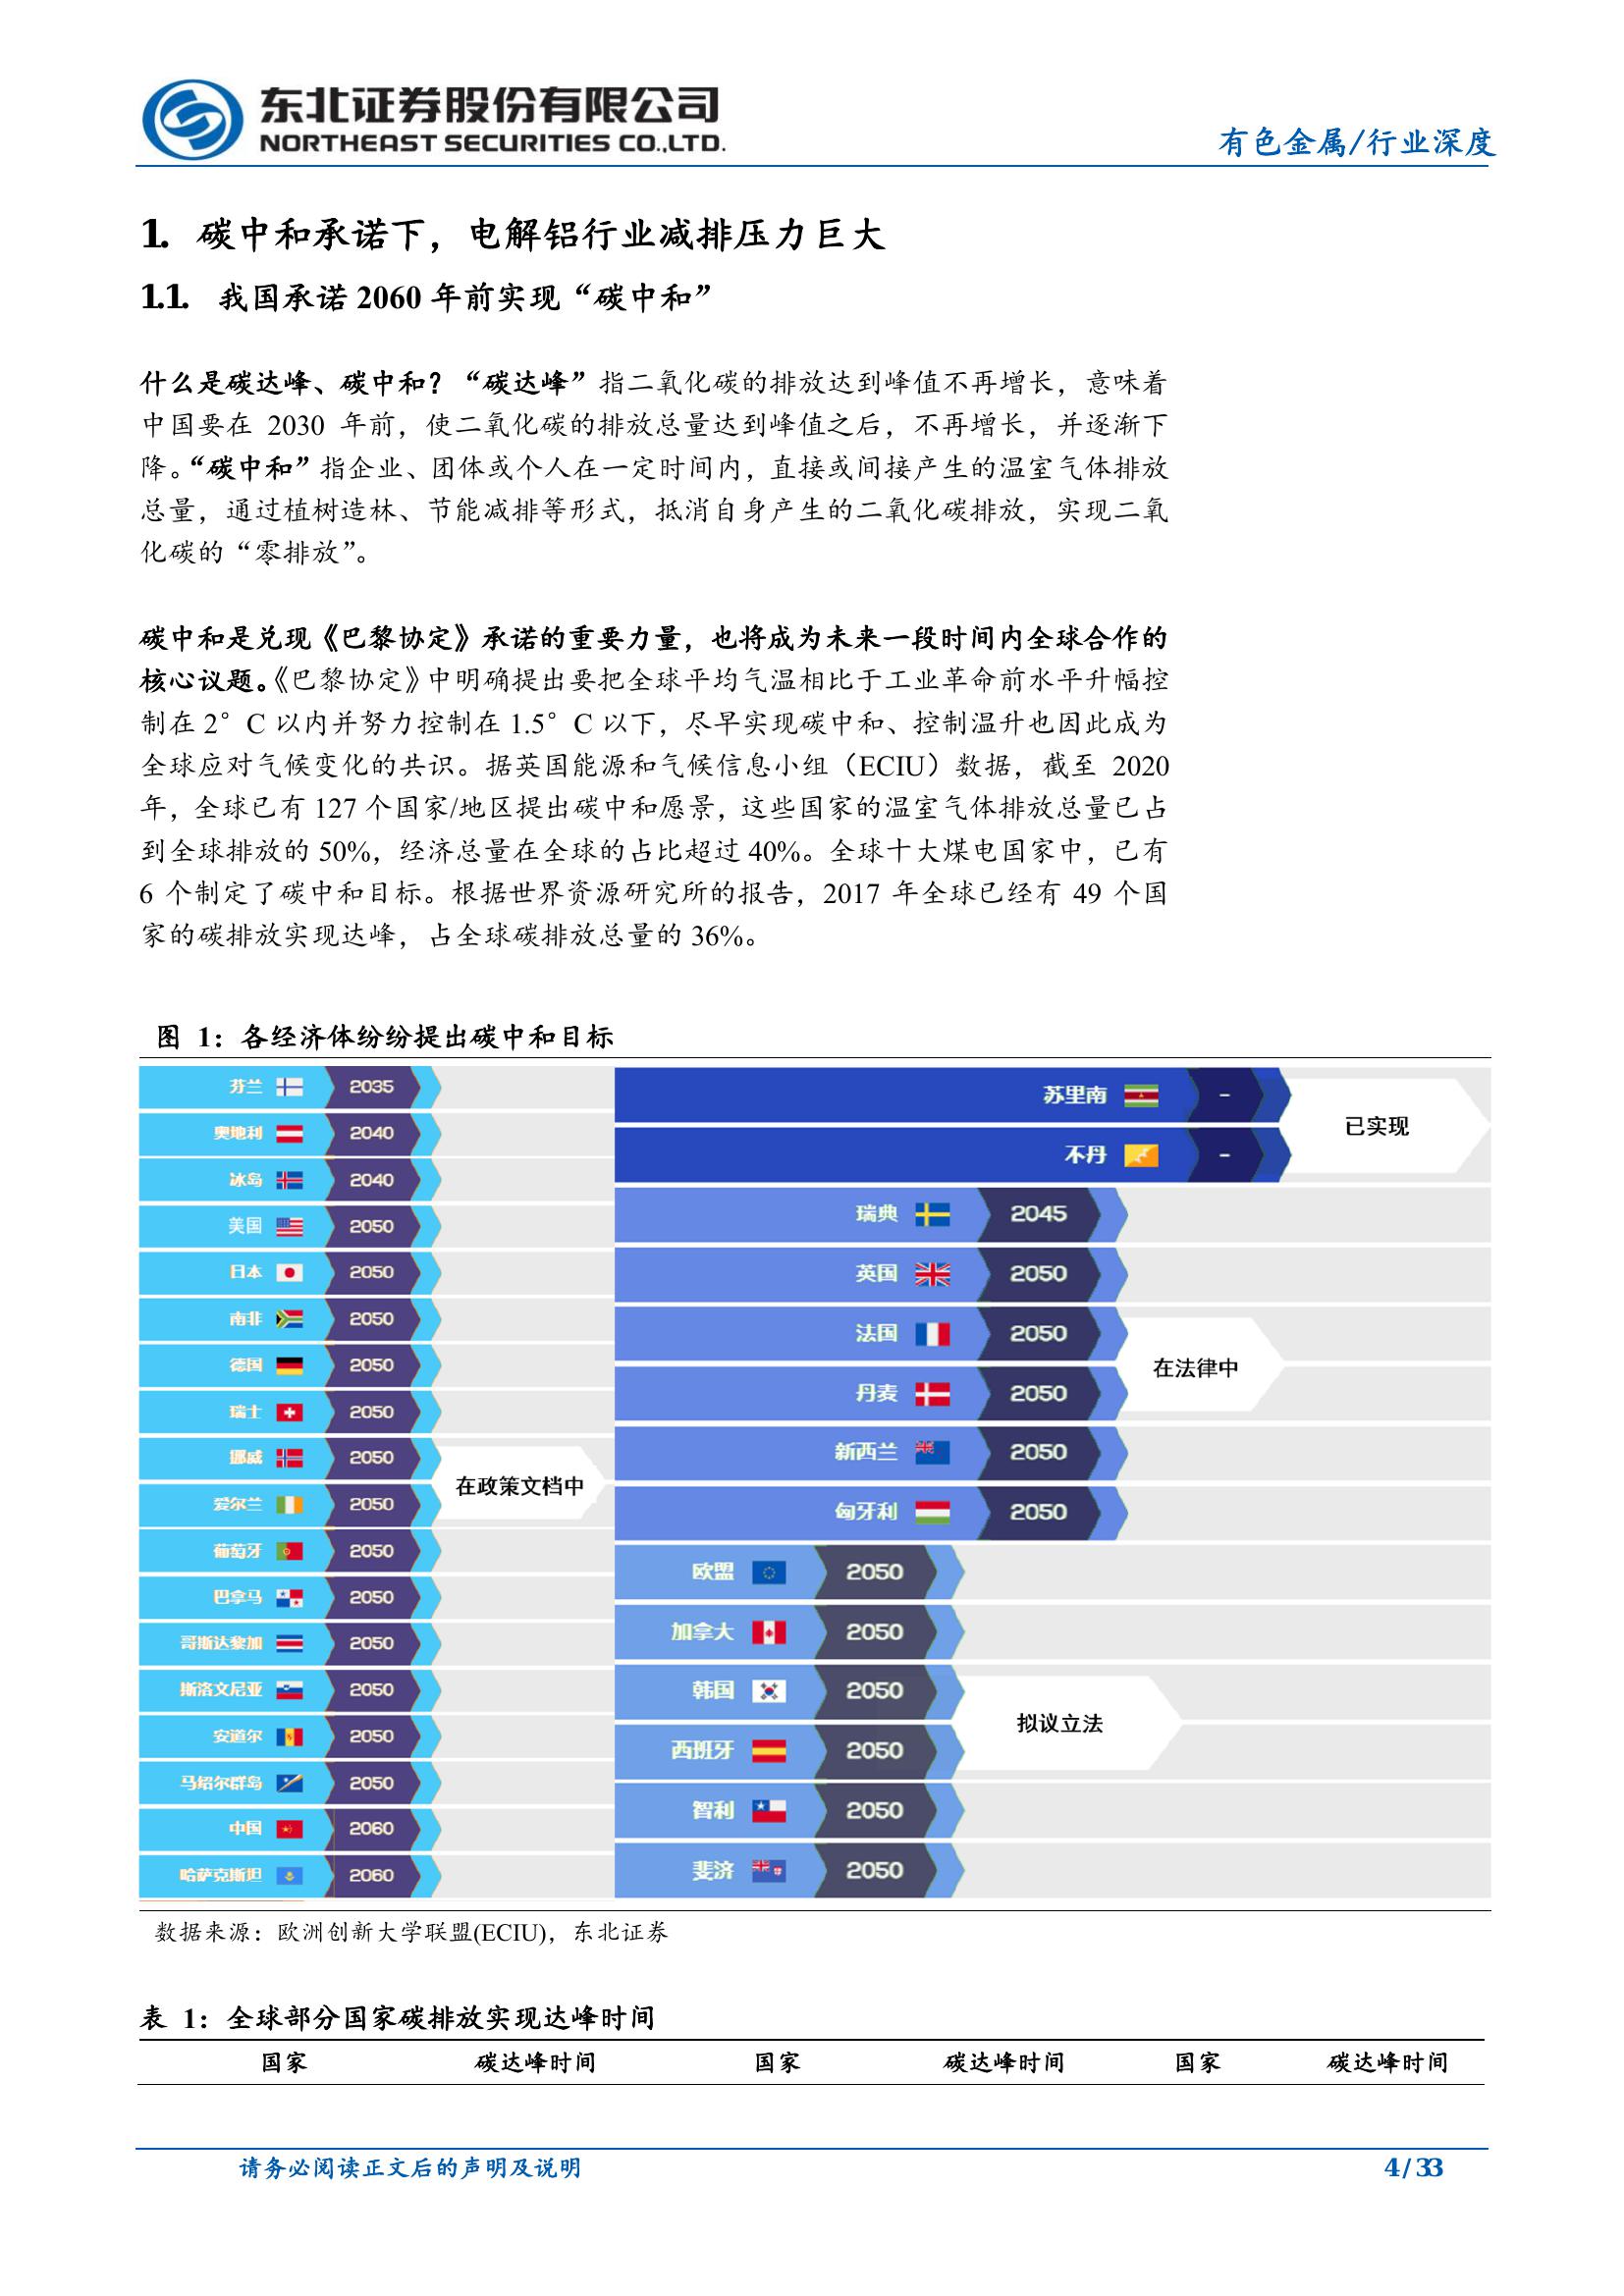 东北证券股份有限公司
NORTHEAST SECURITIES CO.,LTD.
有色金属/行业深度
1. 碳中和承诺下，电解铝行业减排压力巨大
1.1. 我国承诺 2060 年前实现“碳中和”
什么是碳达峰、碳中和？“碳达峰”指二氧化碳的排放达到峰值不再增长，意味着
中国要在 2030 年前，使二氧化碳的排放总量达到峰值之后，不再增长，并逐渐下
降。“碳中和”指企业、团体或个人在一定时间内，直接或间接产生的温室气体排放
总量，通过植树造林、节能减排等形式，抵消自身产生的二氧化碳排放，实现二氧
化碳的“零排放”。
碳中和是兑现《巴黎协定》承诺的重要力量，也将成为未来一段时间内全球合作的
核心议题。《巴黎协定》中明确提出要把全球平均气温相比于工业革命前水平升幅控
制在 2°C 以内并努力控制在 1.5°C 以下，尽早实现碳中和、控制温升也因此成为
全球应对气候变化的共识。据英国能源和气候信息小组（ECIU）数据，截至 2020
年，全球已有 127 个国家/地区提出碳中和愿景，这些国家的温室气体排放总量已占
到全球排放的 50%，经济总量在全球的占比超过 40%。全球十大煤电国家中，已有
6 个制定了碳中和目标。根据世界资源研究所的报告，2017 年全球已经有 49 个国
家的碳排放实现达峰，占全球碳排放总量的 36%。
图 1：各经济体纷纷提出碳中和目标
芬兰 2035
奥地利 2040
冰岛 2040
美国 2050
日本 2050
南非 2050
德国 2050
瑞士 2050
挪威 2050
爱尔兰 2050
葡萄牙 2050
巴拿马 2050
哥斯达黎加 2050
斯洛文尼亚 2050
安道尔 2050
马绍尔群岛 2050
中国 2060
哈萨克斯坦 2060
在政策文档中
苏里南 -
不丹 -
已实现
瑞典 2045
英国 2050
法国 2050
丹麦 2050
新西兰 2050
匈牙利 2050
在法律中
欧盟 2050
加拿大 2050
韩国 2050
西班牙 2050
智利 2050
斐济 2050
拟议立法
数据来源：欧洲创新大学联盟(ECIU)，东北证券
表 1：全球部分国家碳排放实现达峰时间
国家 碳达峰时间 国家 碳达峰时间 国家 碳达峰时间
请务必阅读正文后的声明及说明
4 / 33